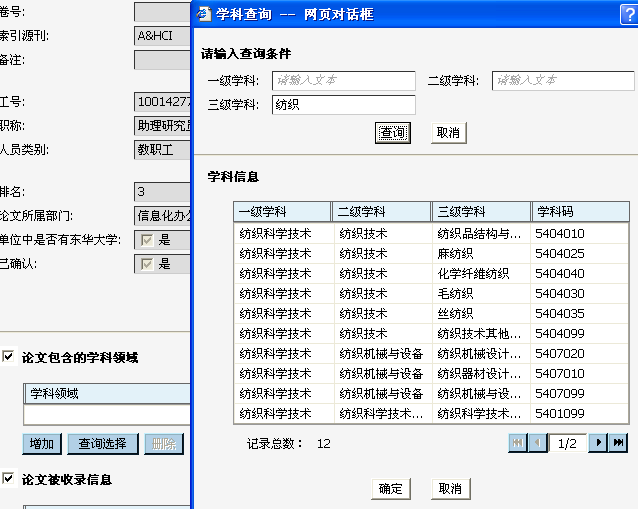 卷号:
索引源刊: A&HCI
备注:
工号: 10014277
职称: 助理研究员
人员类别: 教职工
排名: 3
论文所属部门: 信息化办公
单位中是否有东华大学: 是
已确认: 是
论文包含的学科领域
学科领域
增加 查询选择 删除
论文被收录信息
学科查询 -- 网页对话框
请输入查询条件
一级学科: 请输入文本 二级学科: 请输入文本
三级学科: 纺织
查询 取消
学科信息
一级学科 二级学科 三级学科 学科码
纺织科学技术 纺织技术 纺织品结构与... 5404010
纺织科学技术 纺织技术 麻纺织 5404025
纺织科学技术 纺织技术 化学纤维纺织 5404040
纺织科学技术 纺织技术 毛纺织 5404030
纺织科学技术 纺织技术 丝纺织 5404035
纺织科学技术 纺织技术 纺织技术其他... 5404099
纺织科学技术 纺织机械与设备 纺织机械设计... 5407020
纺织科学技术 纺织机械与设备 纺织器材设计... 5407010
纺织科学技术 纺织机械与设备 纺织机械与设... 5407099
纺织科学技术 纺织科学技术... 纺织科学技术... 5401099
记录总数： 12 1/2
确定 取消